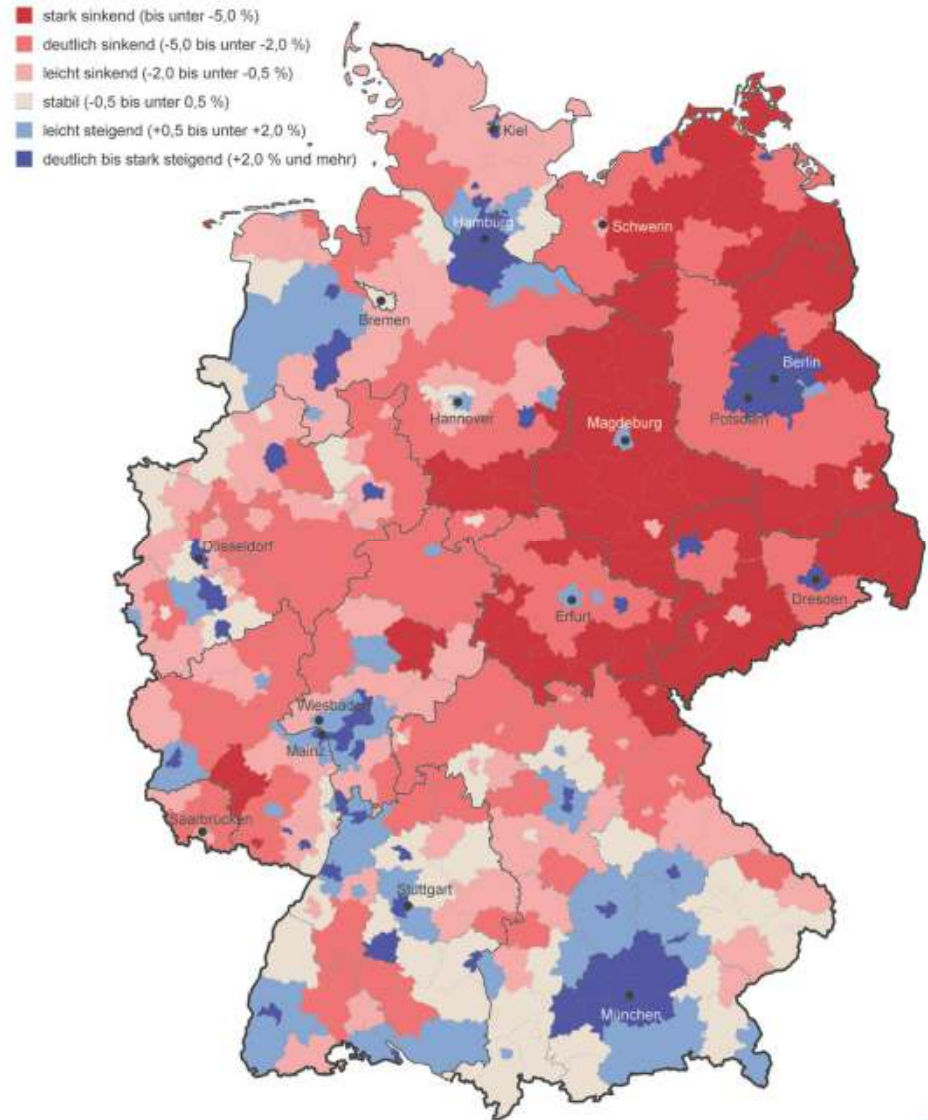 stark sinkend (bis unter -5,0 %)
deutlich sinkend (-5,0 bis unter -2,0 %)
leicht sinkend (-2,0 bis unter -0,5 %)
stabil (-0,5 bis unter 0,5 %)
leicht steigend (+0,5 bis unter +2,0 %)
deutlich bis stark steigend (+2,0 % und mehr)
Kiel
Hamburg
Schwerin
Bremen
Berlin
Hannover
Potsdam
Magdeburg
Düsseldorf
Dresden
Erfurt
Wiesbaden
Mainz
Saarbrücken
Stuttgart
München